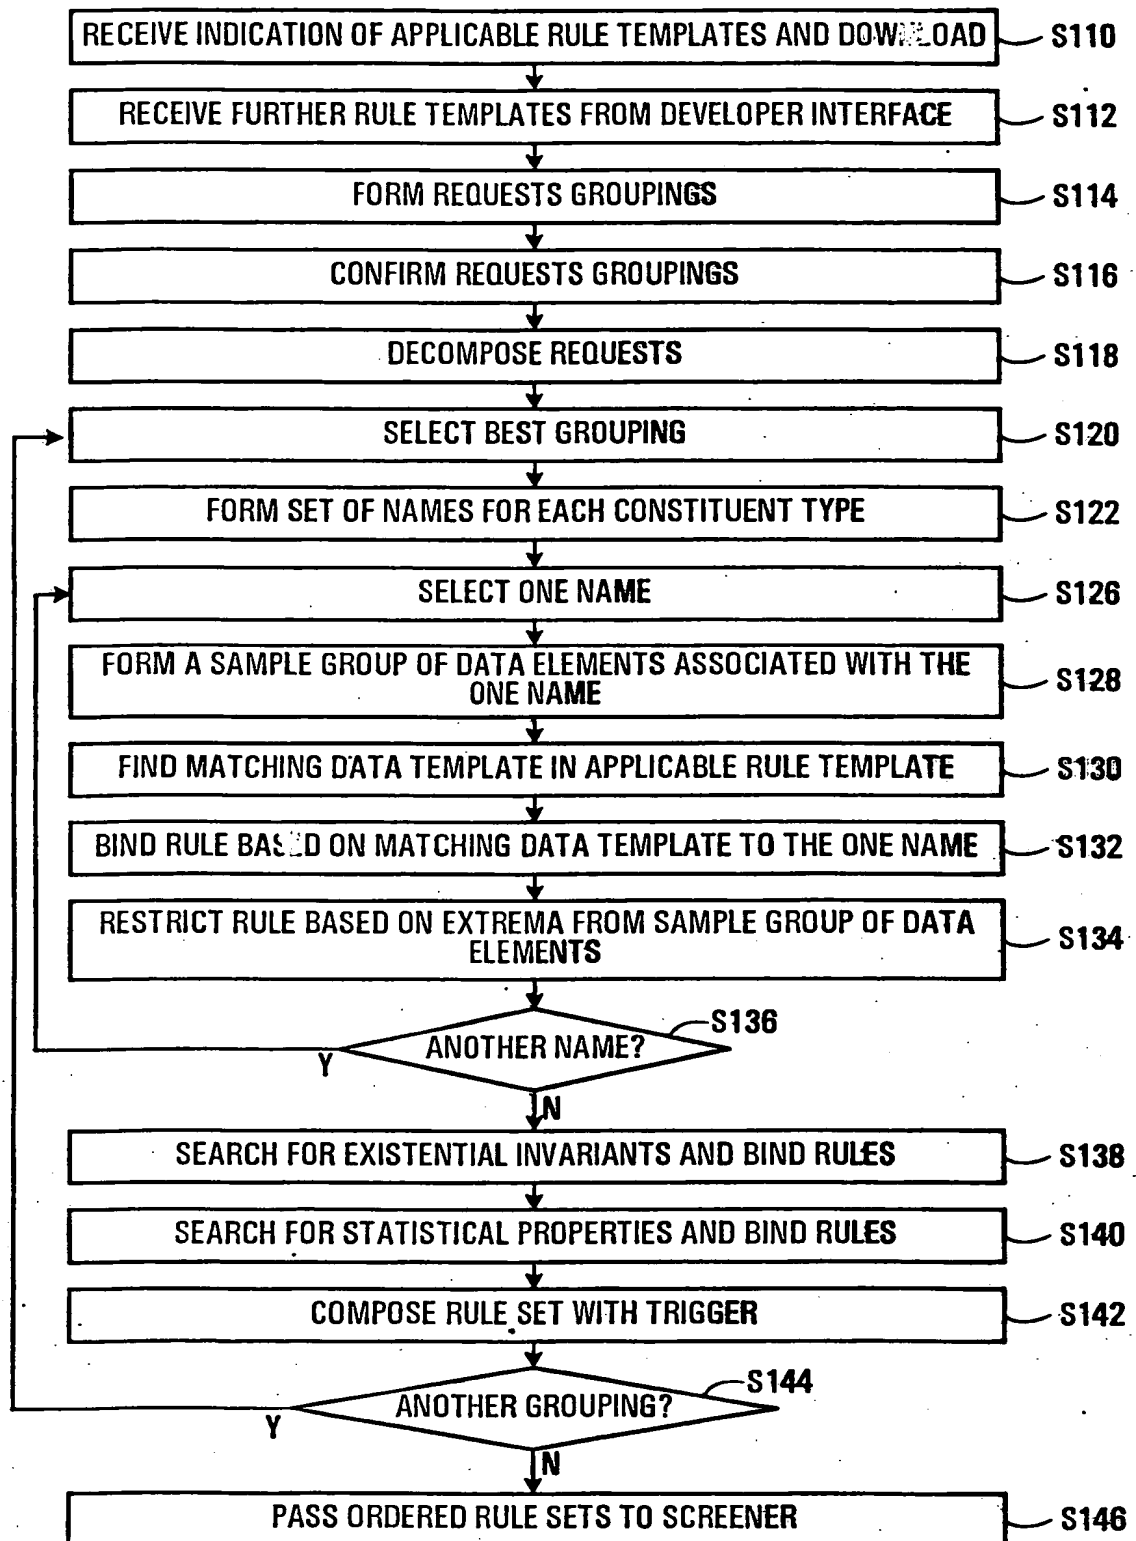 RECEIVE INDICATION OF APPLICABLE RULE TEMPLATES AND DOWNLOAD S110
RECEIVE FURTHER RULE TEMPLATES FROM DEVELOPER INTERFACE S112
FORM REQUESTS GROUPINGS S114
CONFIRM REQUESTS GROUPINGS S116
DECOMPOSE REQUESTS S118
SELECT BEST GROUPING S120
FORM SET OF NAMES FOR EACH CONSTITUENT TYPE S122
SELECT ONE NAME S126
FORM A SAMPLE GROUP OF DATA ELEMENTS ASSOCIATED WITH THE
ONE NAME S128
FIND MATCHING DATA TEMPLATE IN APPLICABLE RULE TEMPLATE S130
BIND RULE BASED ON MATCHING DATA TEMPLATE TO THE ONE NAME S132
RESTRICT RULE BASED ON EXTREMA FROM SAMPLE GROUP OF DATA
ELEMENTS S134
S136
ANOTHER NAME?
Y
N
SEARCH FOR EXISTENTIAL INVARIANTS AND BIND RULES S138
SEARCH FOR STATISTICAL PROPERTIES AND BIND RULES S140
COMPOSE RULE SET WITH TRIGGER S142
S144
ANOTHER GROUPING?
Y
N
PASS ORDERED RULE SETS TO SCREENER S146